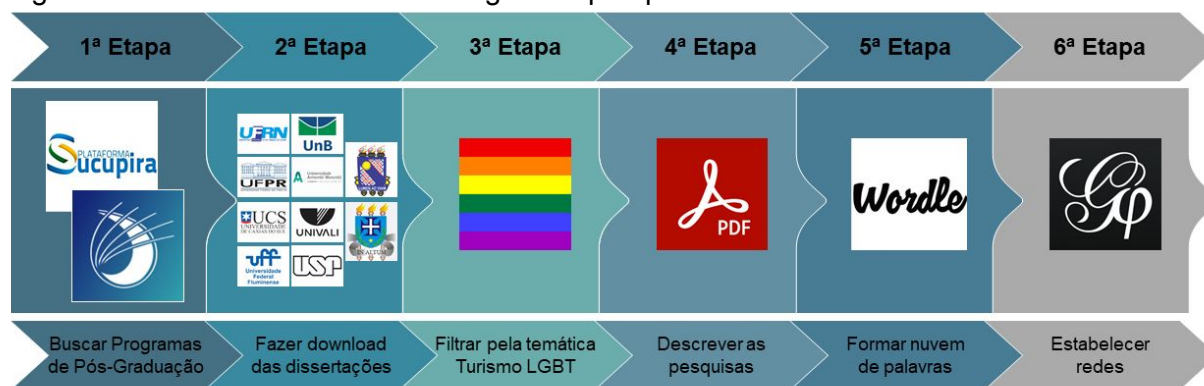 1ª Etapa
2ª Etapa
3ª Etapa
4ª Etapa
5ª Etapa
6ª Etapa
PLATAFORMA
Sucupira
UFRN
UnB
UFPR
Universidade
Anhembi Morumbi
UCS
UNIVERSIDADE
DE CAXIAS DO SUL
UNIVALI
IN ALTUM
uff
Universidade
Federal
Fluminense
USP
PDF
Wordle
Gφ
Buscar Programas
de Pós-Graduação
Fazer download
das dissertações
Filtrar pela temática
Turismo LGBT
Descrever as
pesquisas
Formar nuvem
de palavras
Estabelecer
redes